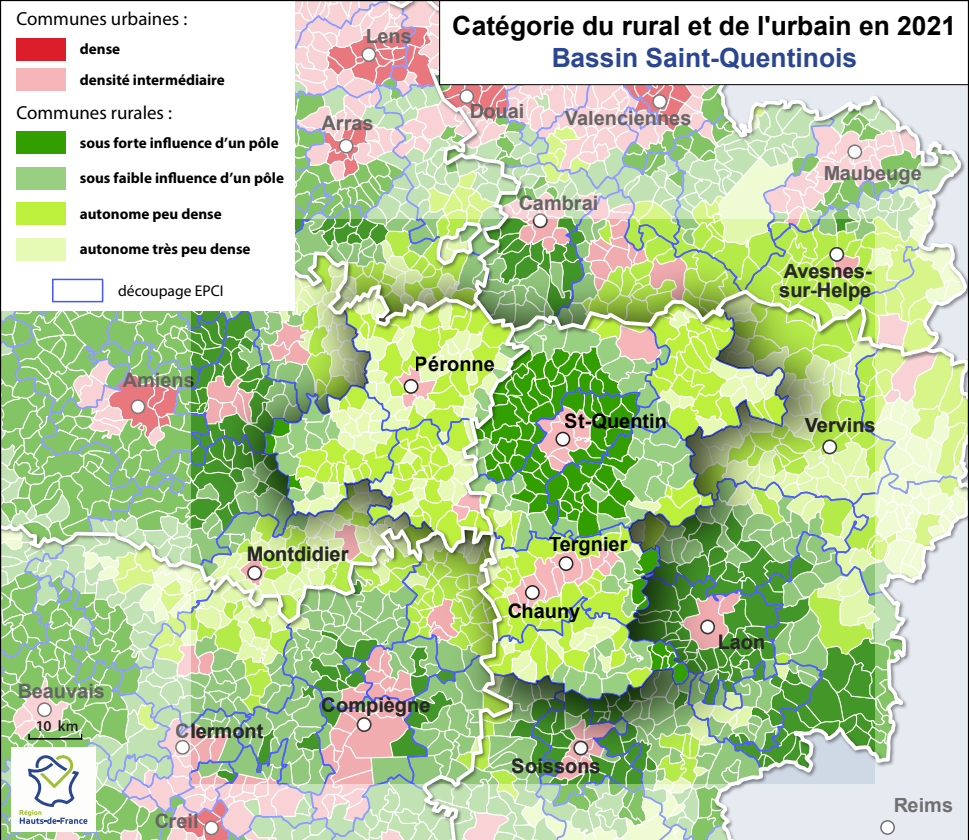 Catégorie du rural et de l'urbain en 2021
Bassin Saint-Quentinois
Communes urbaines :
dense
densité intermédiaire
Communes rurales :
sous forte influence d'un pôle
sous faible influence d'un pôle
autonome peu dense
autonome très peu dense
découpage EPCI
Lens
Douai
Valenciennes
Arras
Maubeuge
Cambrai
Avesnes-
sur-Helpe
Péronne
Amiens
St-Quentin
Vervins
Tergnier
Montdidier
Chauny
Laon
Beauvais
Compiègne
10 km
Clermont
Soissons
Région
Hauts-de-France
Creil
Reims